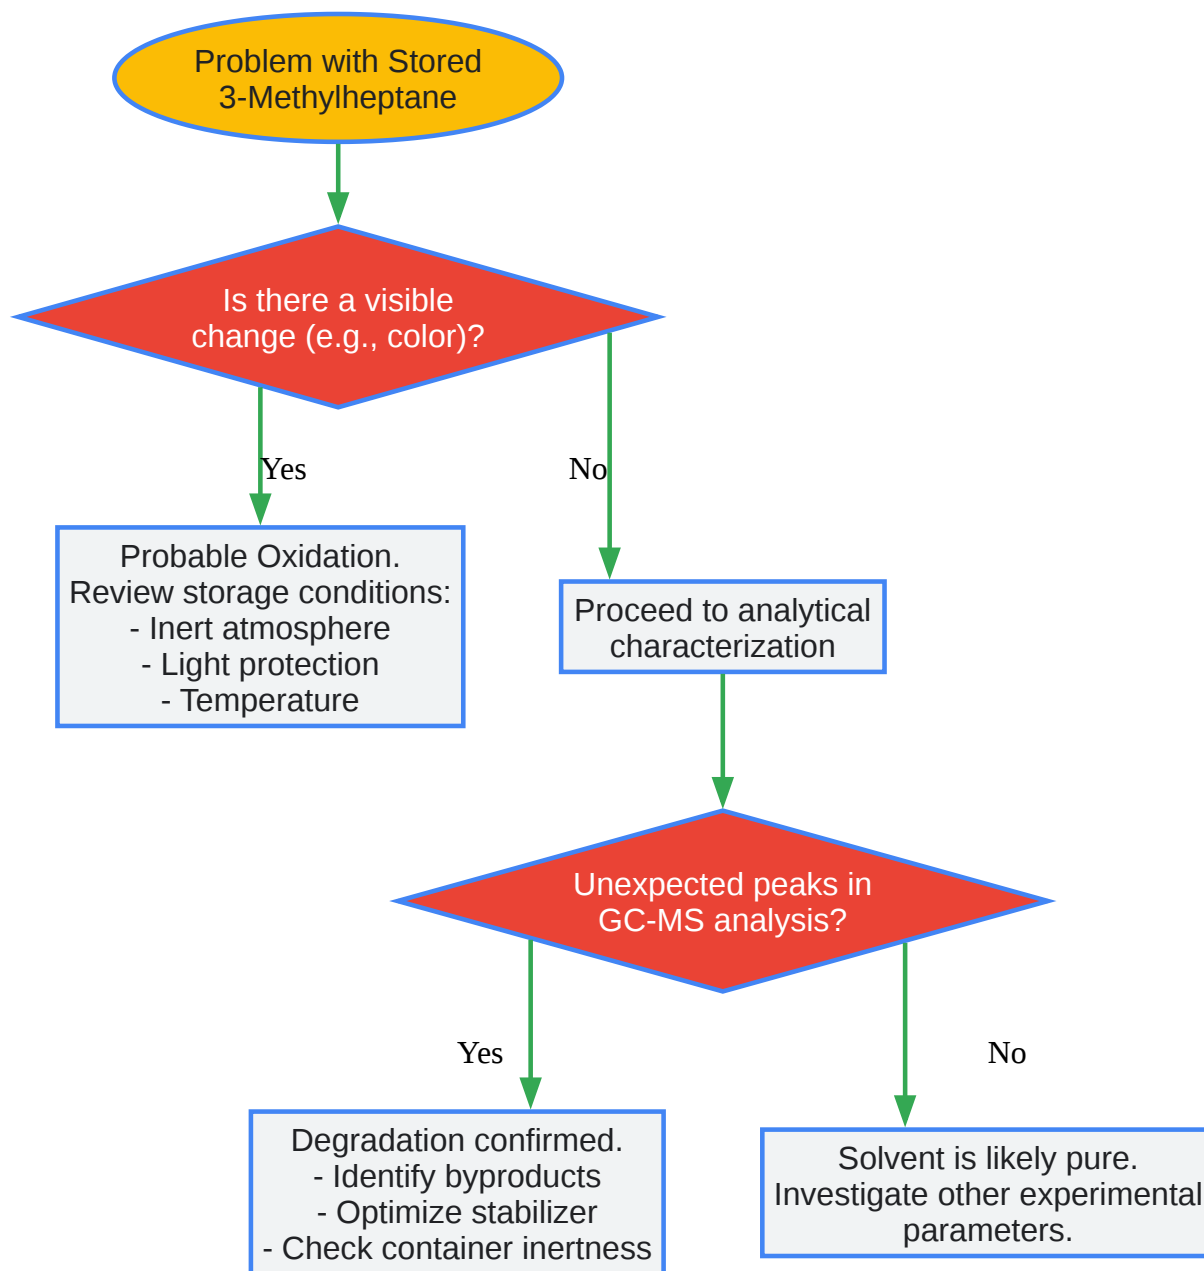 Problem with Stored
3-Methylheptane
Is there a visible
change (e.g., color)?
Yes
No
Probable Oxidation.
Review storage conditions:
- Inert atmosphere
- Light protection
- Temperature
Proceed to analytical
characterization
Unexpected peaks in
GC-MS analysis?
Yes
No
Degradation confirmed.
- Identify byproducts
- Optimize stabilizer
- Check container inertness
Solvent is likely pure.
Investigate other experimental
parameters.